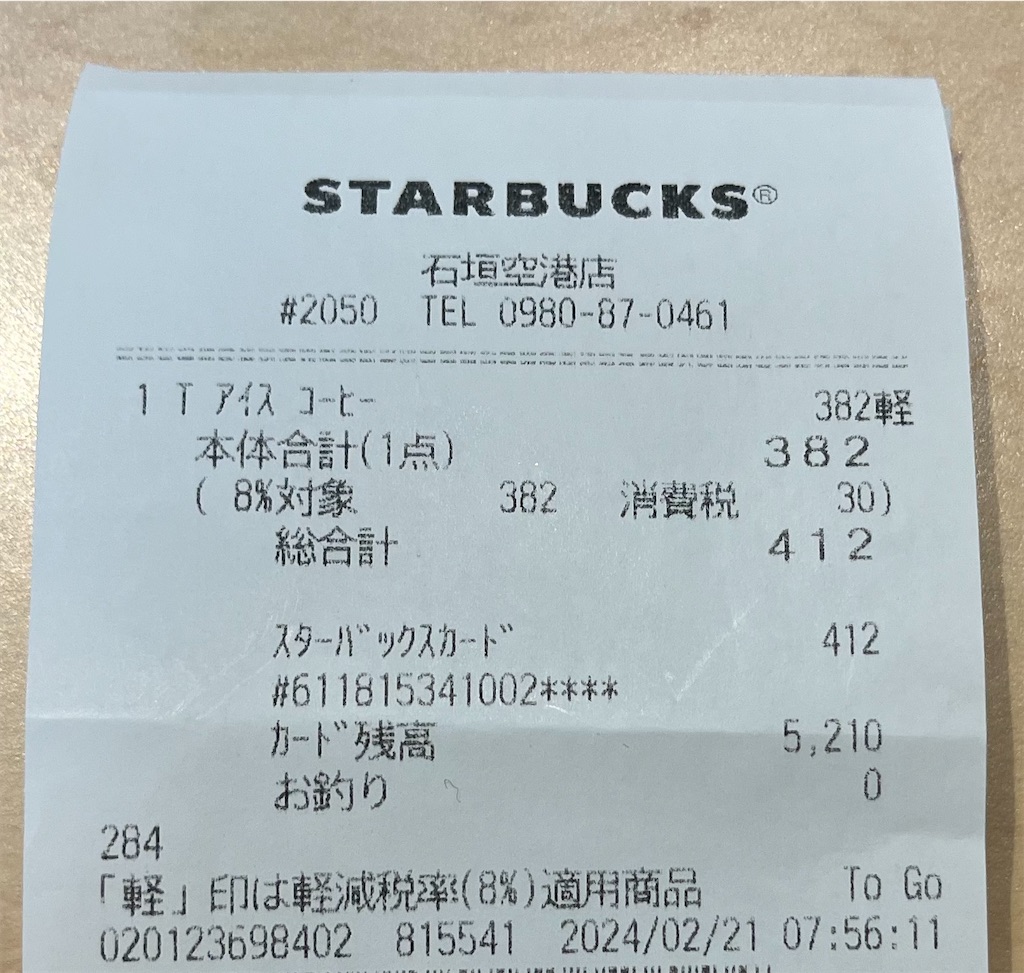 STARBUCKS®
石垣空港店
#2050 TEL 0980-87-0461
1 T アイス コーヒー 382軽
本体合計(1点) 382
( 8%対象 382 消費税 30)
総合計 412
スターバックスカード 412
#611815341002****
カード残高 5,210
お釣り 0
284
「軽」印は軽減税率(8%)適用商品 To Go
020123698402 815541 2024/02/21 07:56:11